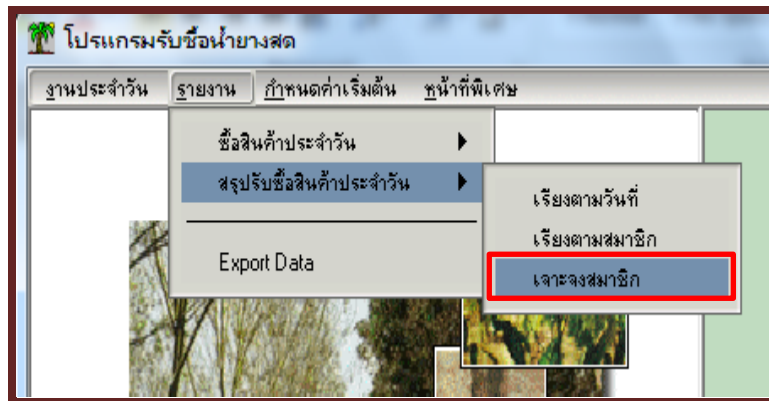 โปรแกรมรับซื้อน้ำยางสด
งานประจำวัน รายงาน กำหนดค่าเริ่มต้น หน้าที่พิเศษ
ซื้อสินค้าประจำวัน
สรุปรับซื้อสินค้าประจำวัน
เรียงตามวันที่
เรียงตามสมาชิก
Export Data
เจาะจงสมาชิก